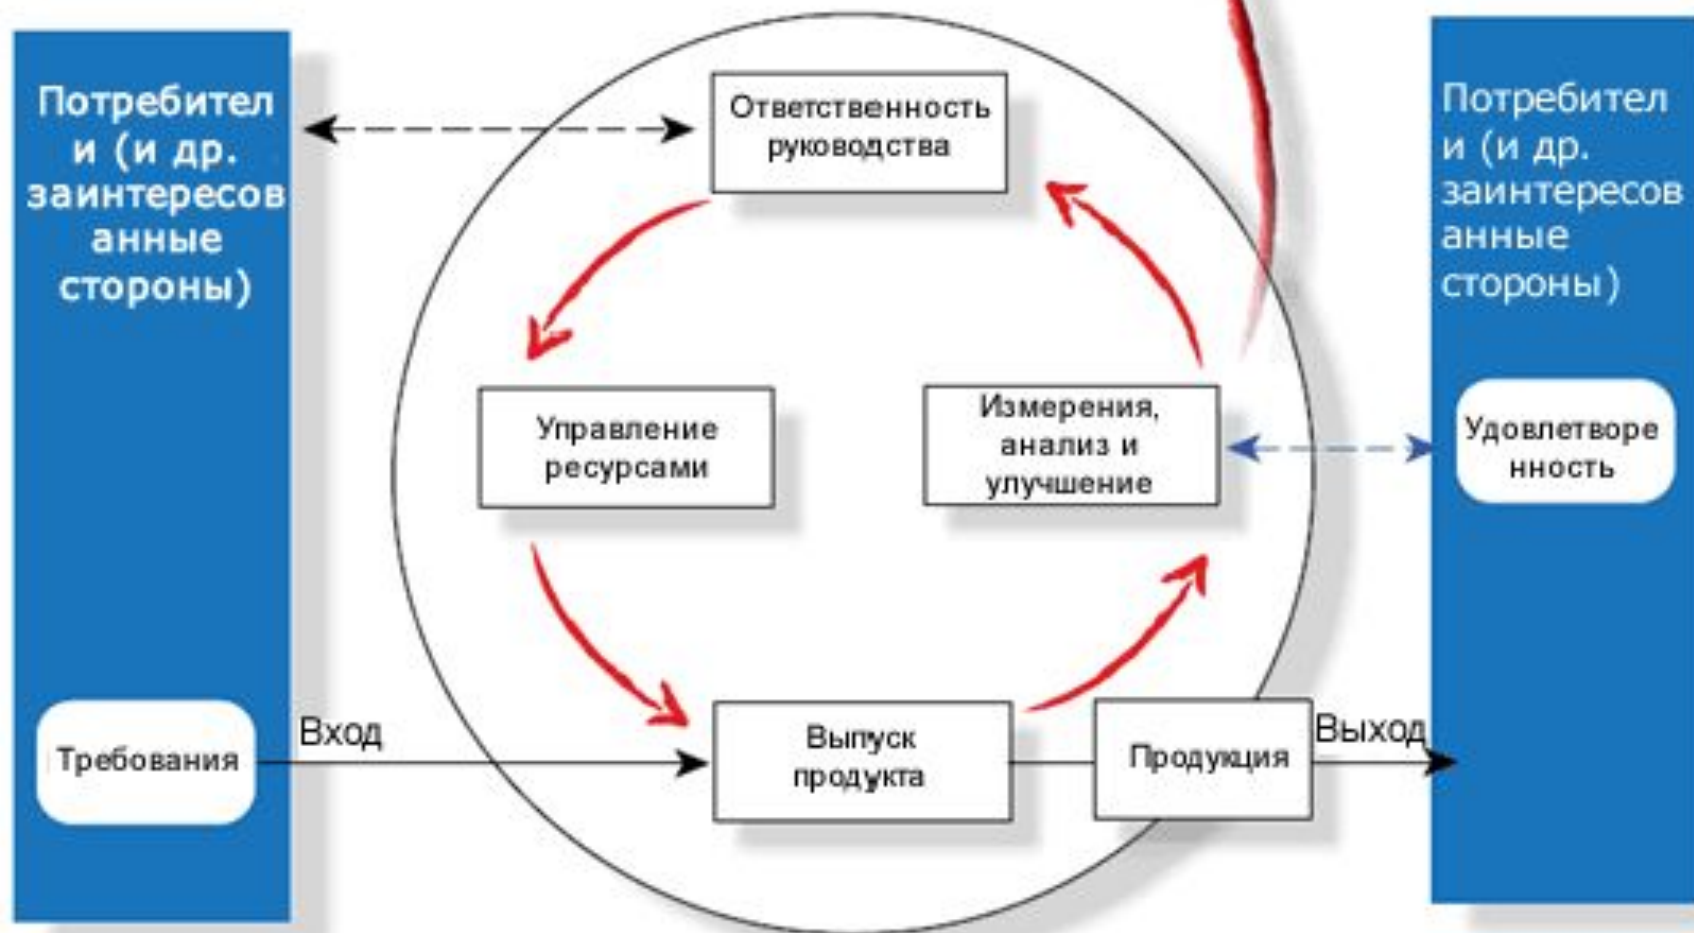 Потребител
и (и др.
заинтересов
анные
стороны)
Ответственность
руководства
Потребител
и (и др.
заинтересов
анные
стороны)
Управление
ресурсами
Измерения,
анализ и
улучшение
Удовлетворе
нность
Требования
Вход
Выпуск
продукта
Продукция
Выход